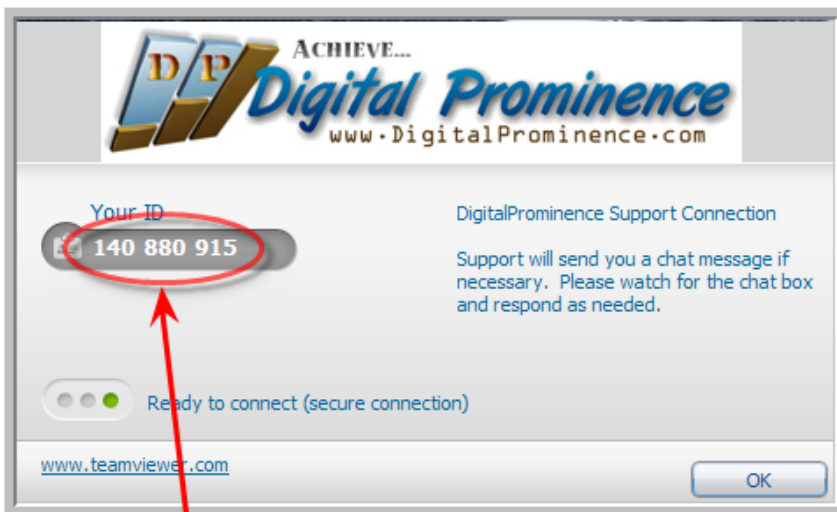 DP
ACHIEVE...
Digital Prominence
www.DigitalProminence.com
Your ID
140 880 915
DigitalProminence Support Connection
Support will send you a chat message if
necessary. Please watch for the chat box
and respond as needed.
Ready to connect (secure connection)
www.teamviewer.com
OK